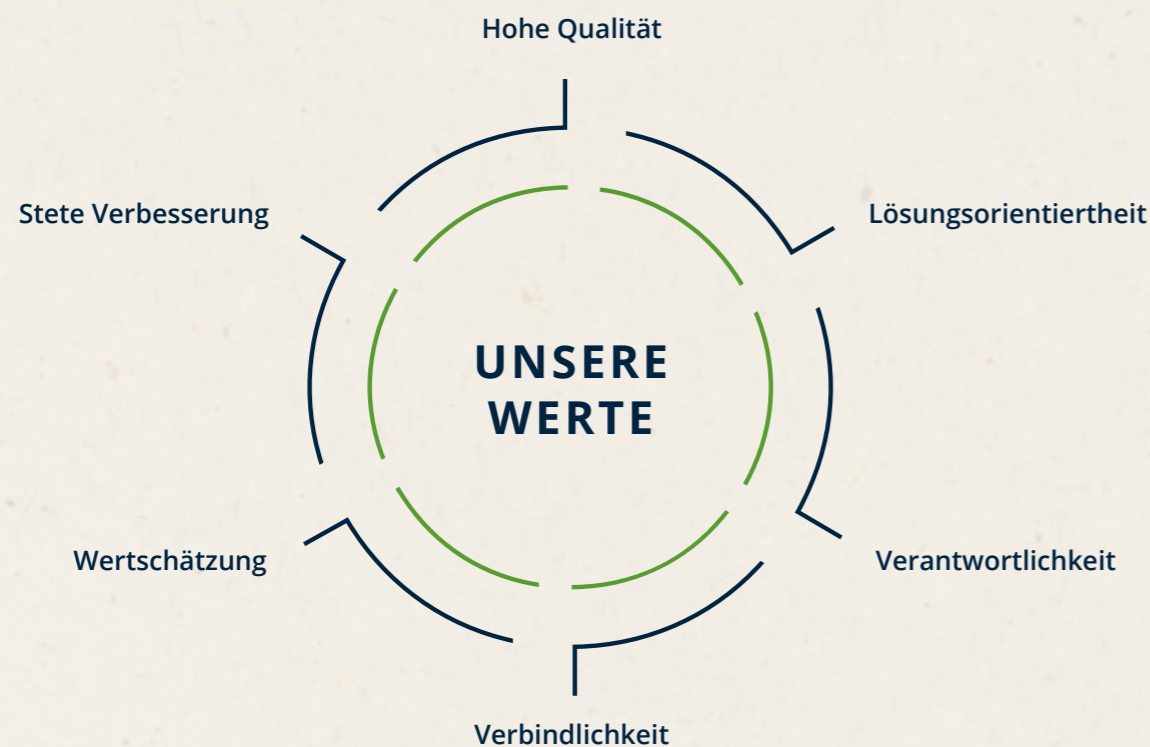 Hohe Qualität
Stete Verbesserung
Lösungsorientiertheit
UNSERE
WERTE
Wertschätzung
Verantwortlichkeit
Verbindlichkeit